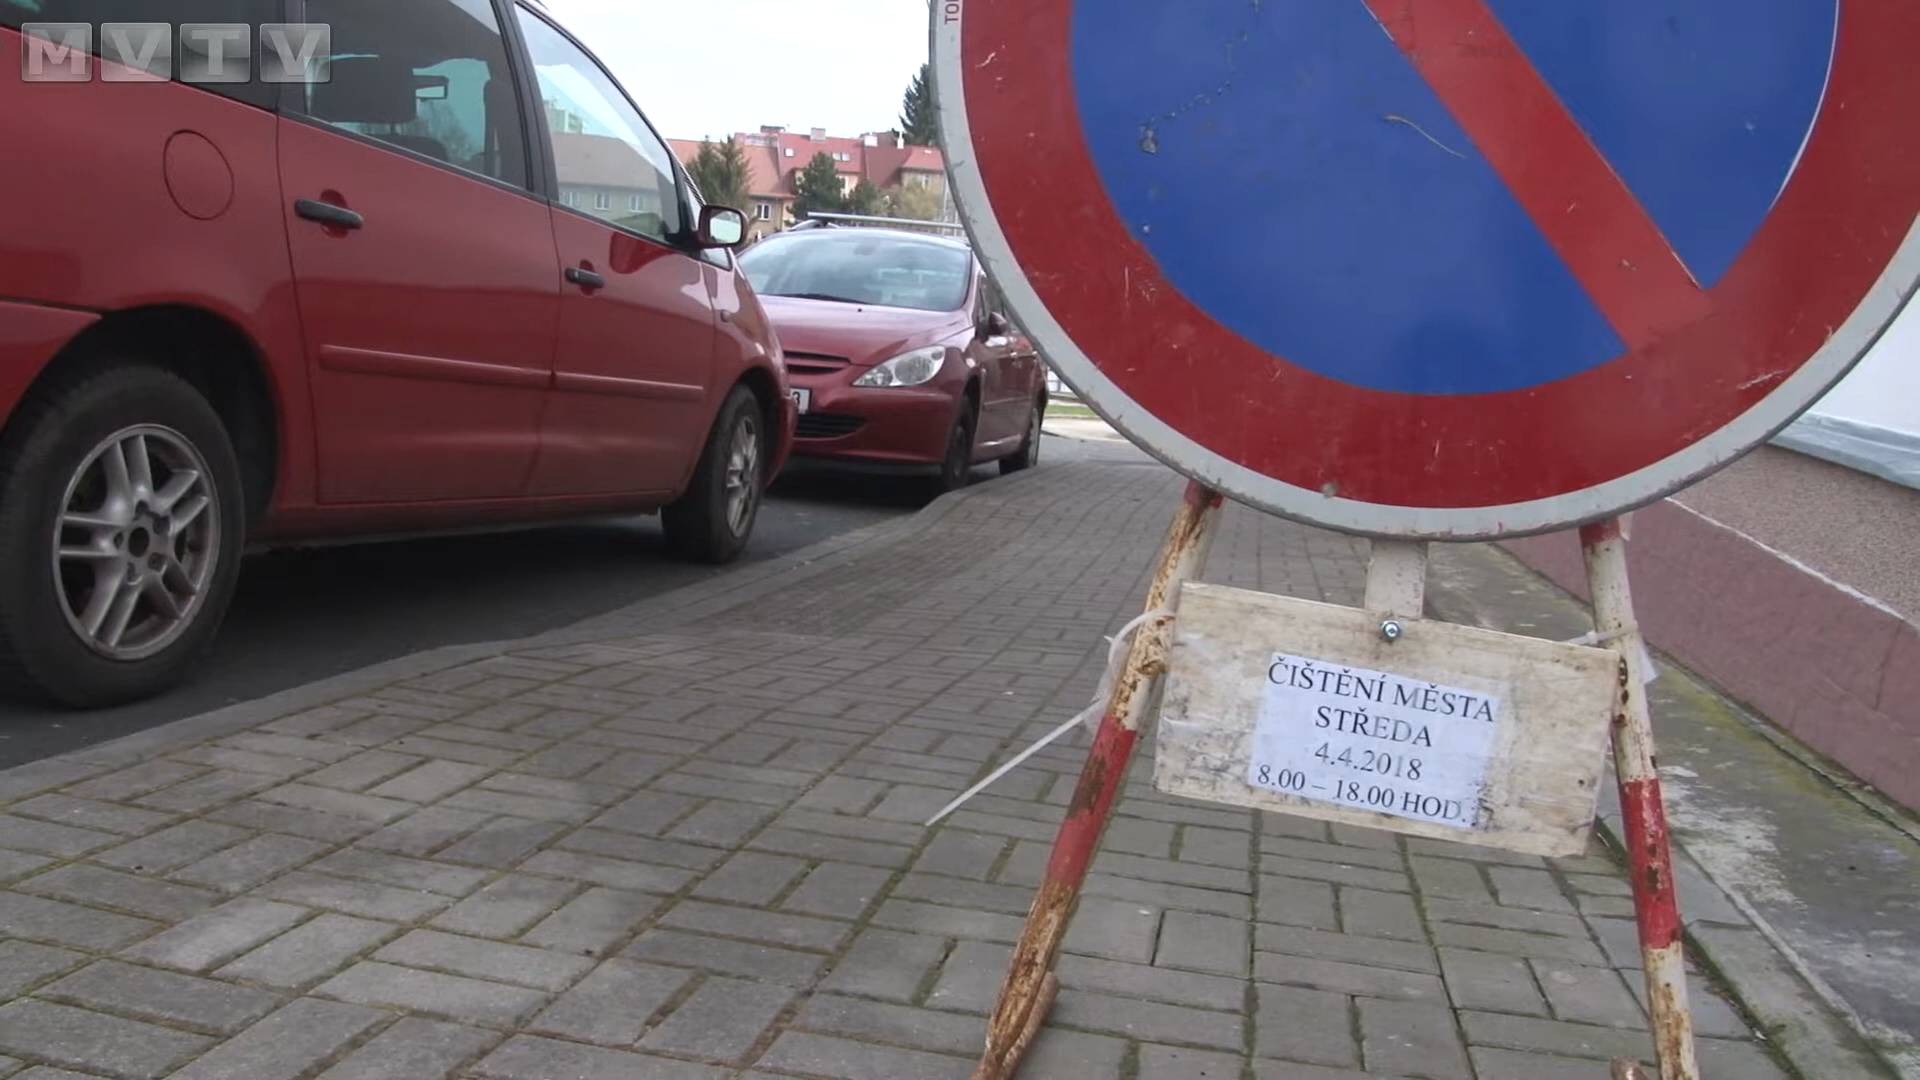 MVTV
ČIŠTĚNÍ MĚSTA
STŘEDA
4.4.2018
8.00 – 18.00 HOD.